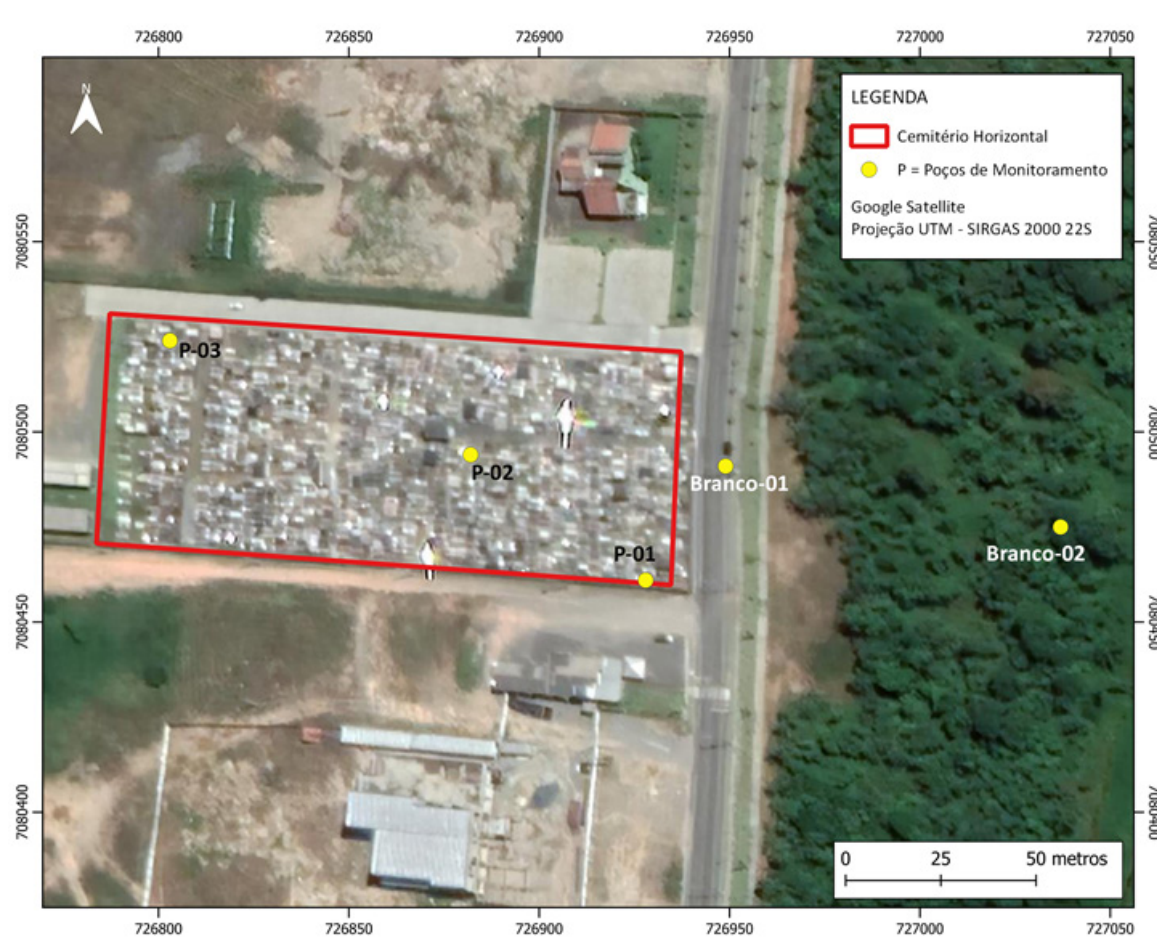 726800 726850 726900 726950 727000 727050
N
LEGENDA
Cemitério Horizontal
P = Poços de Monitoramento
Google Satellite
Projeção UTM - SIRGAS 2000 22S
7080550 7080550
P-03
7080500 7080500
P-02
Branco-01
P-01
Branco-02
7080450 7080450
7080400 7080400
0 25 50 metros
726800 726850 726900 726950 727000 727050